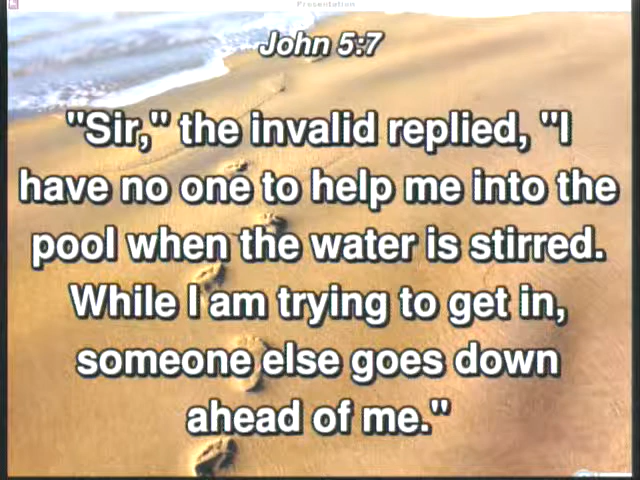 Presentation
John 5:7
"Sir," the invalid replied, "I
have no one to help me into the
pool when the water is stirred.
While I am trying to get in,
someone else goes down
ahead of me."